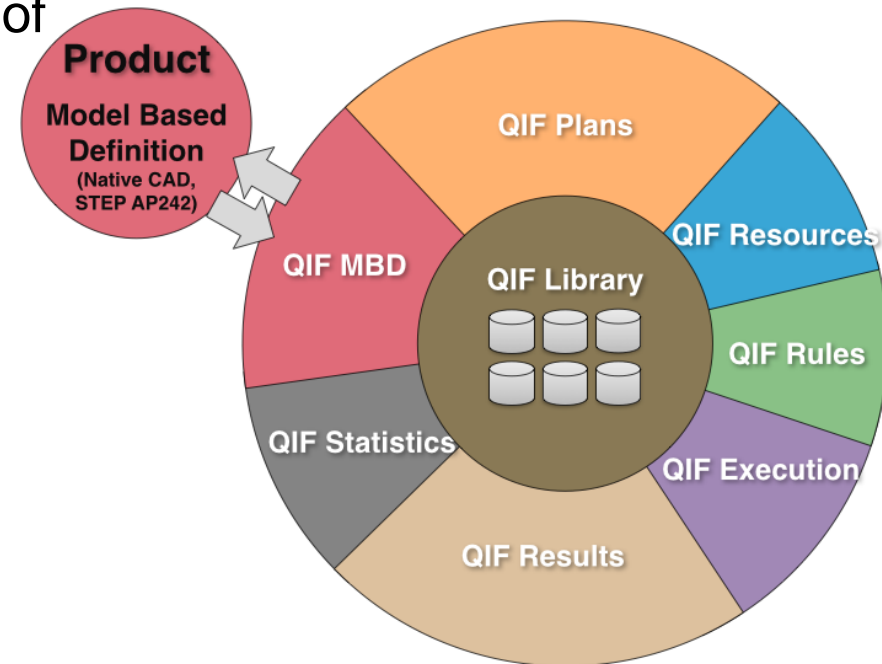 of
Product
Model Based
Definition
(Native CAD,
STEP AP242)
QIF Plans
QIF Resources
QIF MBD
QIF Library
QIF Rules
QIF Statistics
QIF Execution
QIF Results